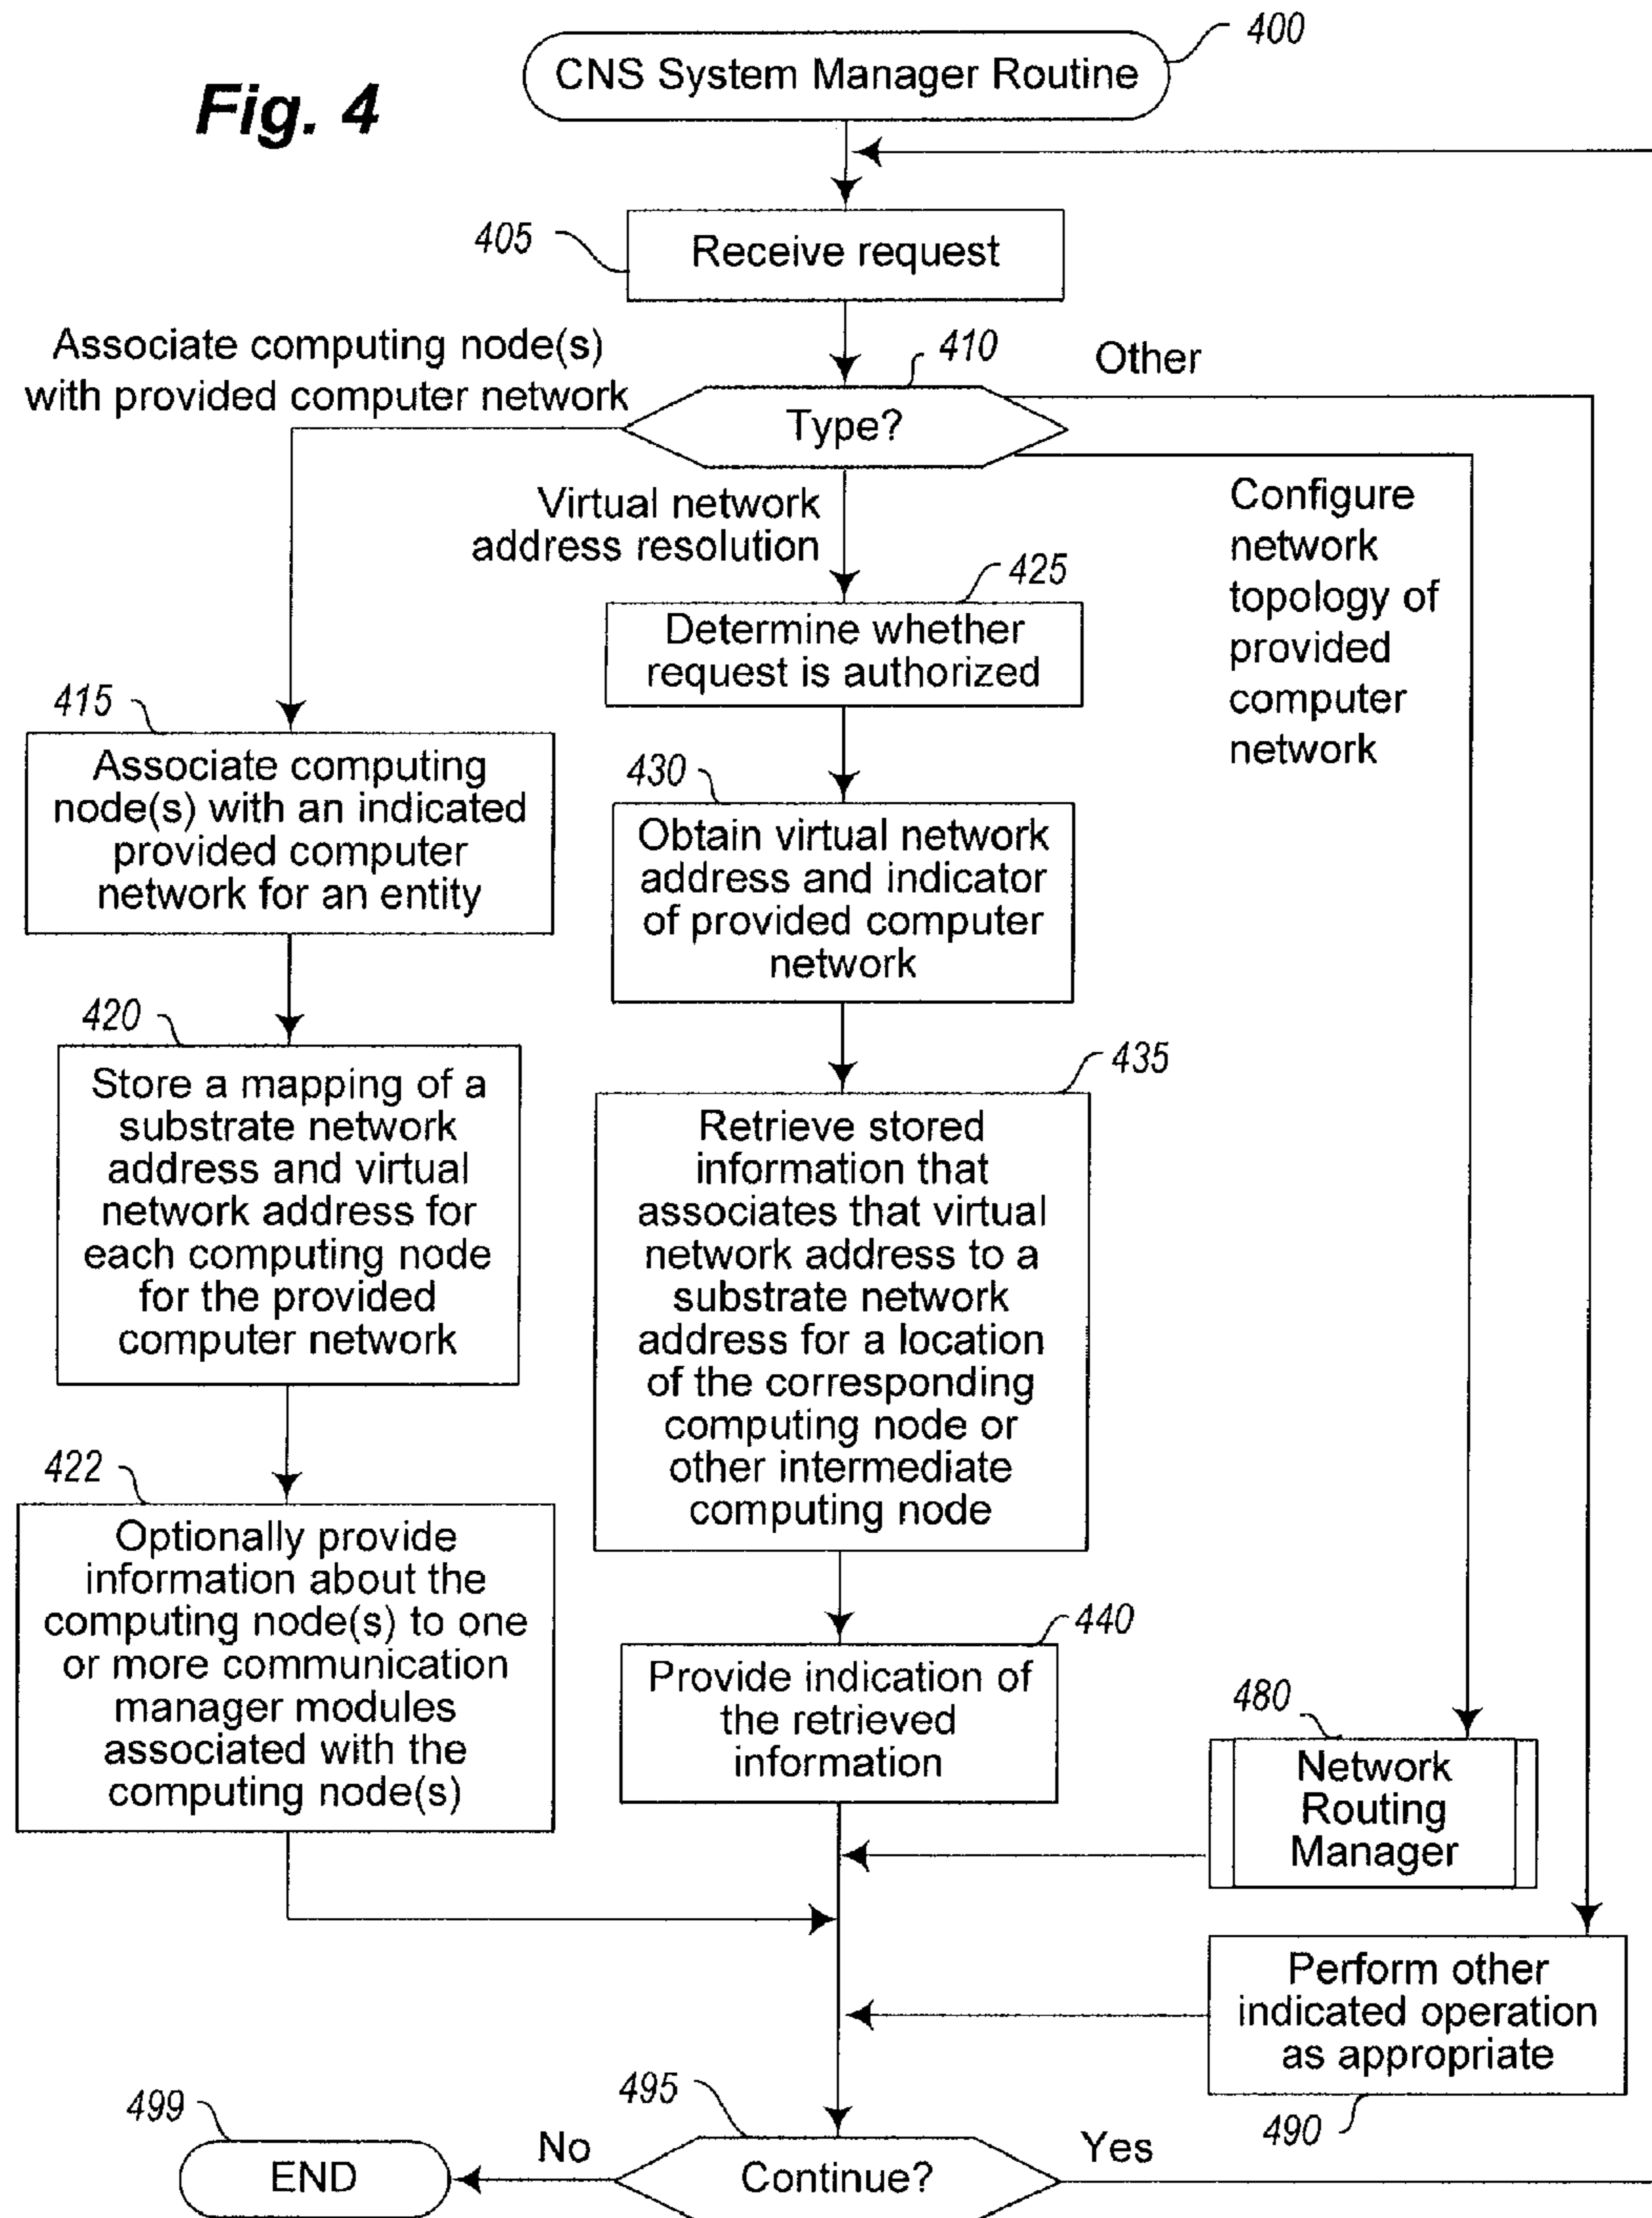 Fig. 4
400
CNS System Manager Routine
405
Receive request
Associate computing node(s)
with provided computer network
410
Other
Type?
Virtual network
address resolution
Configure
network
topology of
provided
computer
network
425
Determine whether
request is authorized
415
Associate computing
node(s) with an indicated
provided computer
network for an entity
430
Obtain virtual network
address and indicator
of provided computer
network
420
Store a mapping of a
substrate network
address and virtual
network address for
each computing node
for the provided
computer network
435
Retrieve stored
information that
associates that virtual
network address to a
substrate network
address for a location
of the corresponding
computing node or
other intermediate
computing node
422
Optionally provide
information about the
computing node(s) to one
or more communication
manager modules
associated with the
computing node(s)
440
Provide indication of
the retrieved
information
480
Network
Routing
Manager
Perform other
indicated operation
as appropriate
490
495
Continue?
Yes
No
499
END